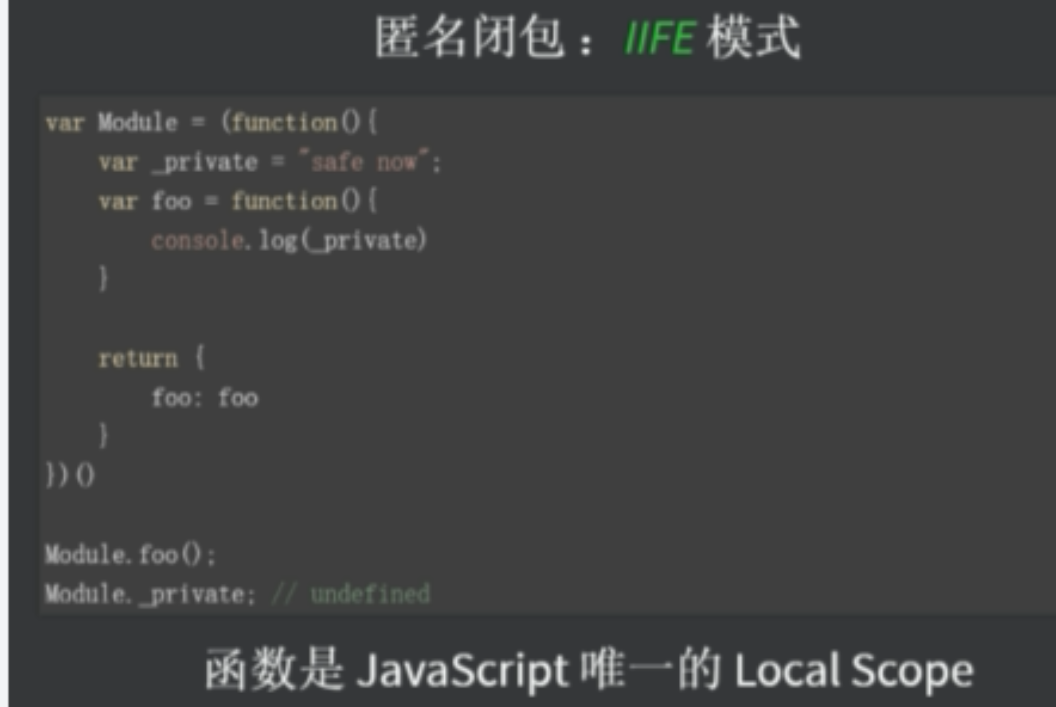 匿名闭包：IIFE 模式
var Module = (function(){
    var _private = "safe now";
    var foo = function(){
        console.log(_private)
    }

    return {
        foo: foo
    }
})()

Module.foo();
Module._private; // undefined
函数是 JavaScript 唯一的 Local Scope